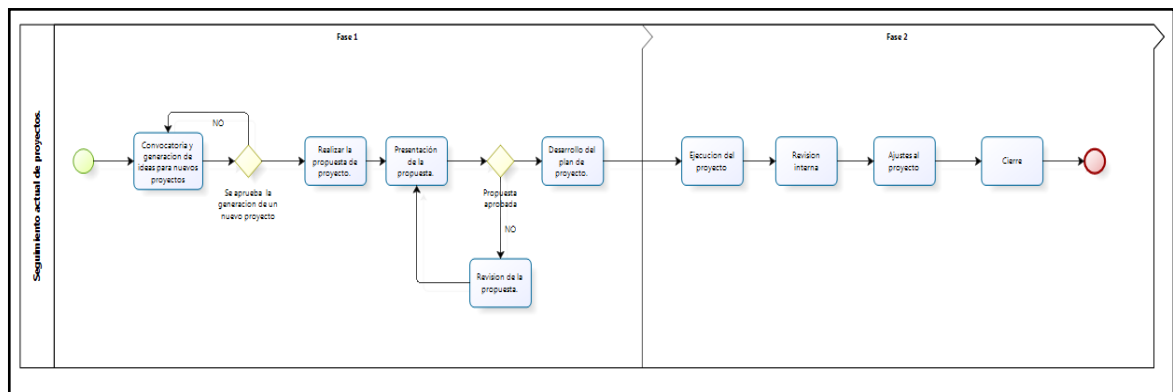 Seguimiento actual de proyectos.
Fase 1
Fase 2
NO
Convocatoria y
generacion de
ideas para nuevos
proyectos
Se aprueba la
generacion de un
nuevo proyecto
Realizar la
propuesta de
proyecto.
Presentación
de la
propuesta.
Propuesta
aprobada
NO
Revision de la
propuesta.
Desarrollo del
plan de
proyecto.
Ejecucion del
proyecto
Revision
interna
Ajustes al
proyecto
Cierre